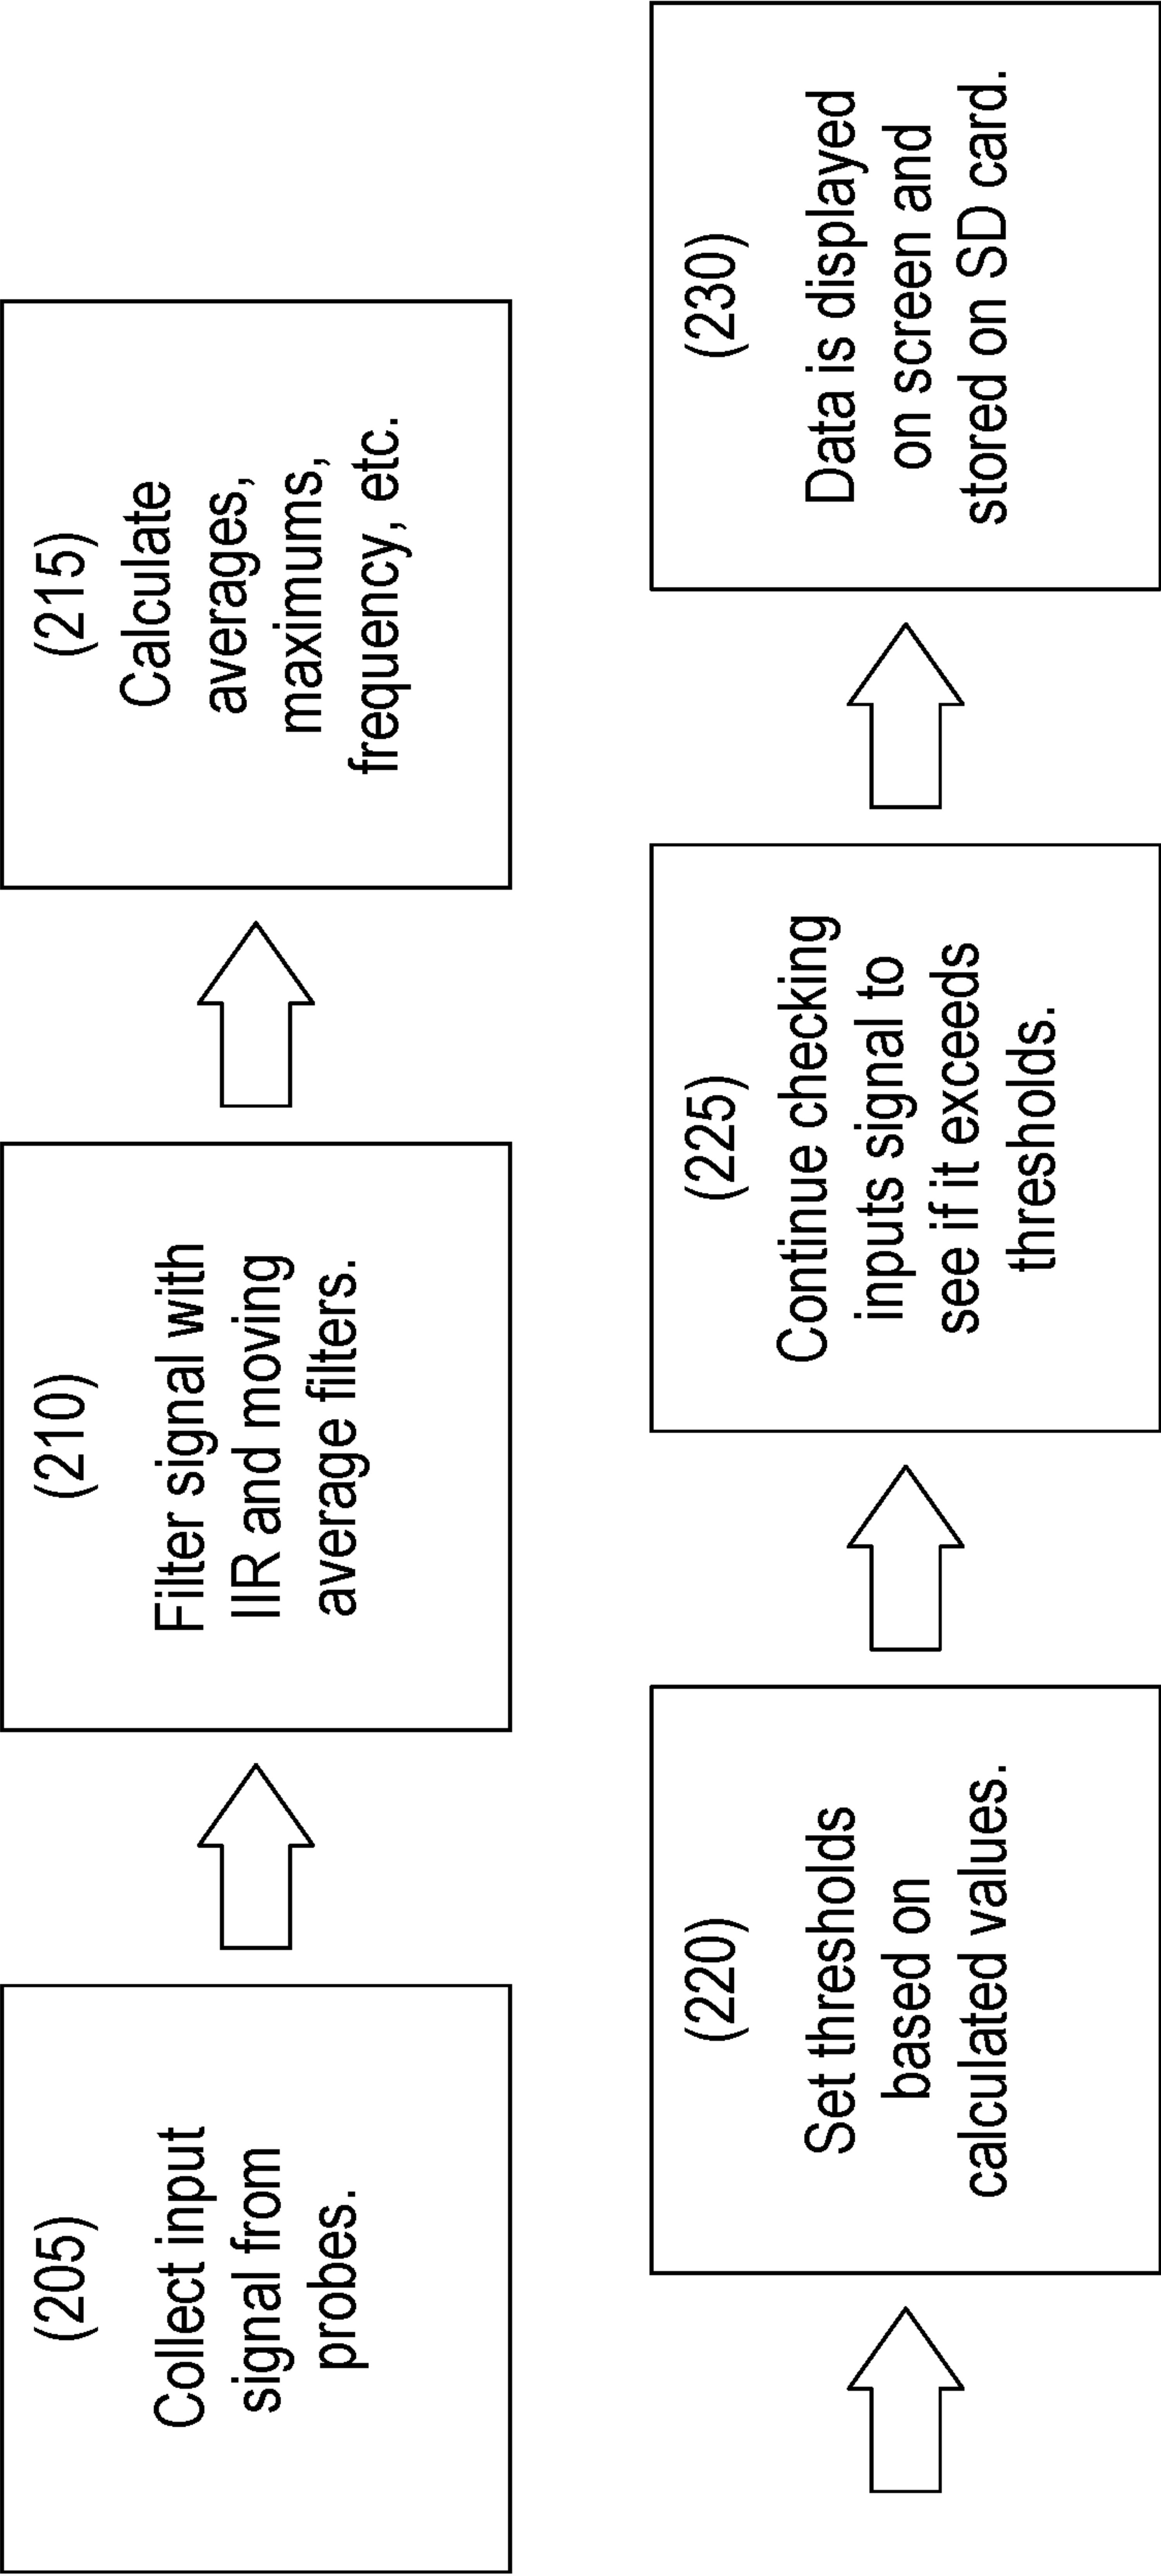 (205)
Collect input
signal from
probes.
(210)
Filter signal with
IIR and moving
average filters.
(215)
Calculate
averages,
maximums,
frequency, etc.
(220)
Set thresholds
based on
calculated values.
(225)
Continue checking
inputs signal to
see if it exceeds
thresholds.
(230)
Data is displayed
on screen and
stored on SD card.